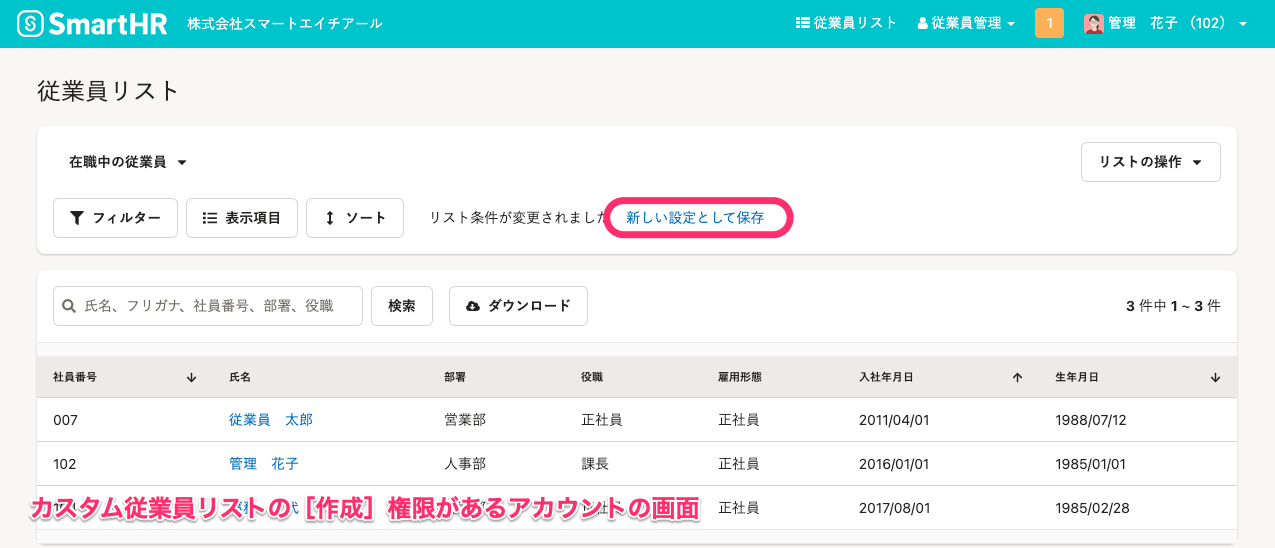 SmartHR 株式会社スマートエイチアール 従業員リスト 従業員管理 1 管理 花子 （102）
従業員リスト
在職中の従業員 リストの操作
フィルター 表示項目 ソート リスト条件が変更されました 新しい設定として保存
氏名、フリガナ、社員番号、部署、役職 検索 ダウンロード 3 件中 1 ~ 3 件
社員番号 氏名 部署 役職 雇用形態 入社年月日 生年月日
007 従業員 太郎 営業部 正社員 正社員 2011/04/01 1988/07/12
102 管理 花子 人事部 課長 正社員 2016/01/01 1985/01/01
正社員 2017/08/01 1985/02/28
カスタム従業員リストの［作成］権限があるアカウントの画面